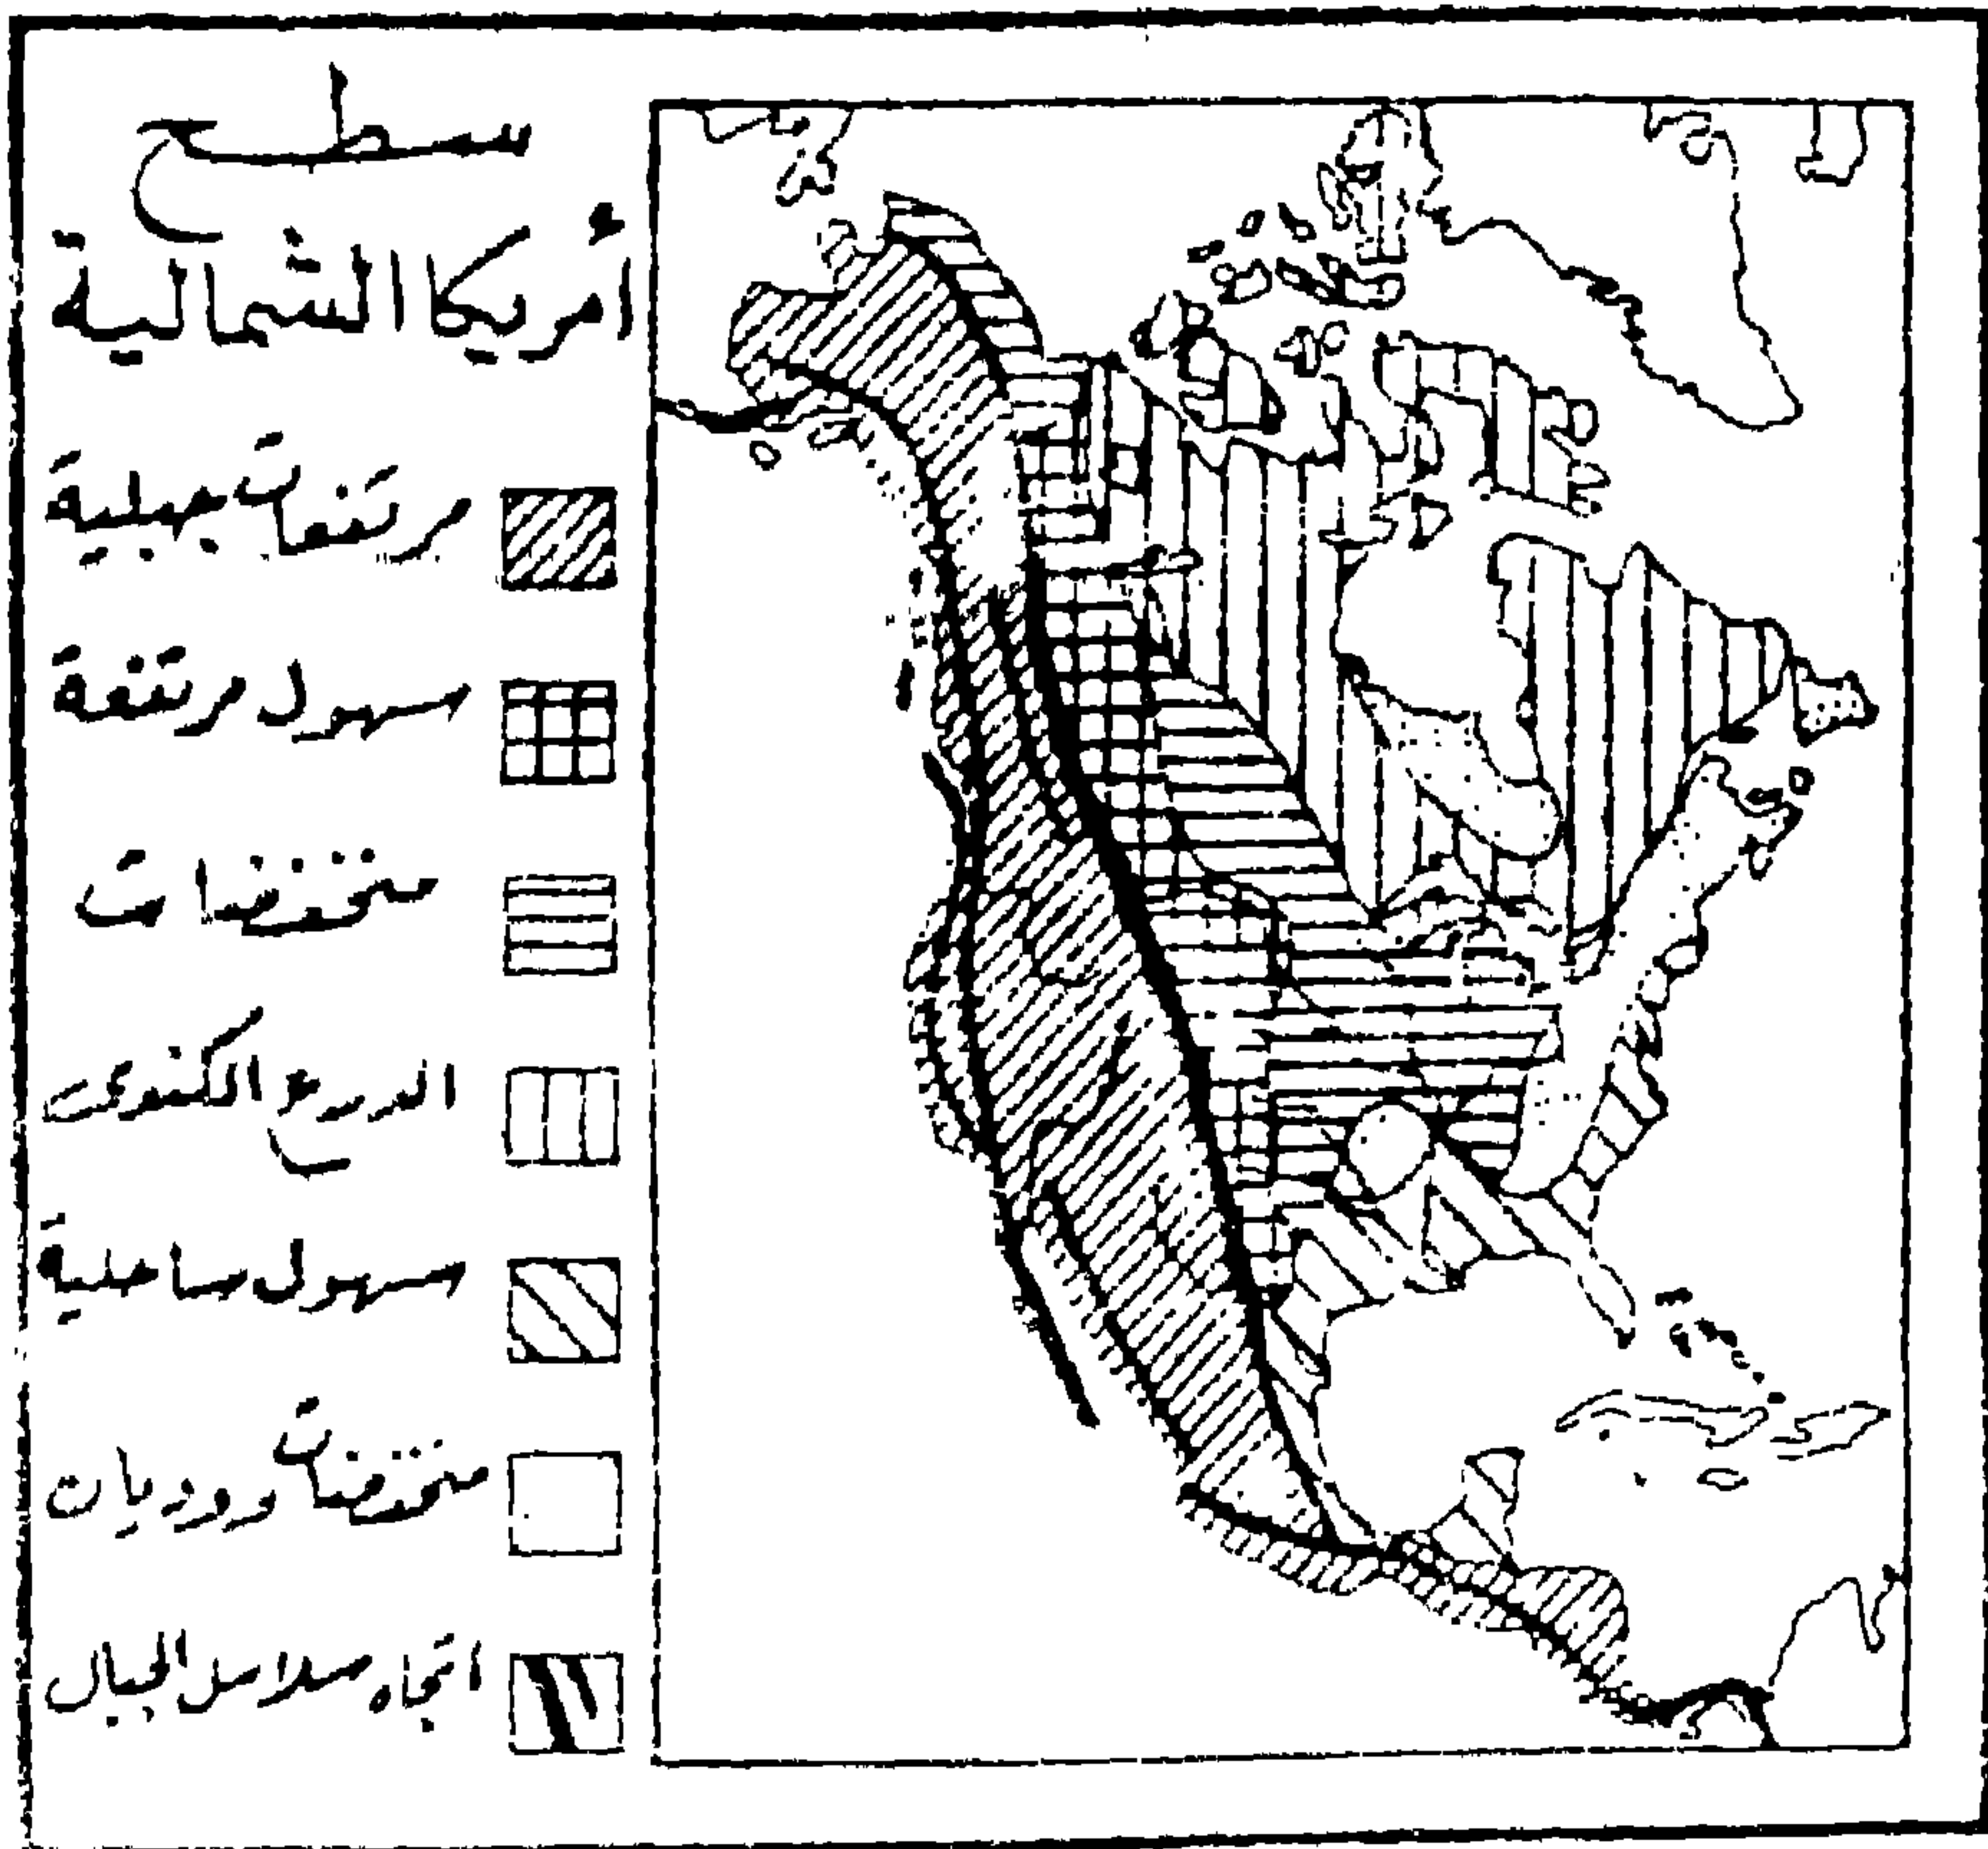 سطح
أمريكا الشمالية
مرتفعات جبلية
سهول مرتفعة
منخفضات
الدرع الكندي
سهول ساحلية
منخفضات ووديان
اتجاه سلاسل الجبال